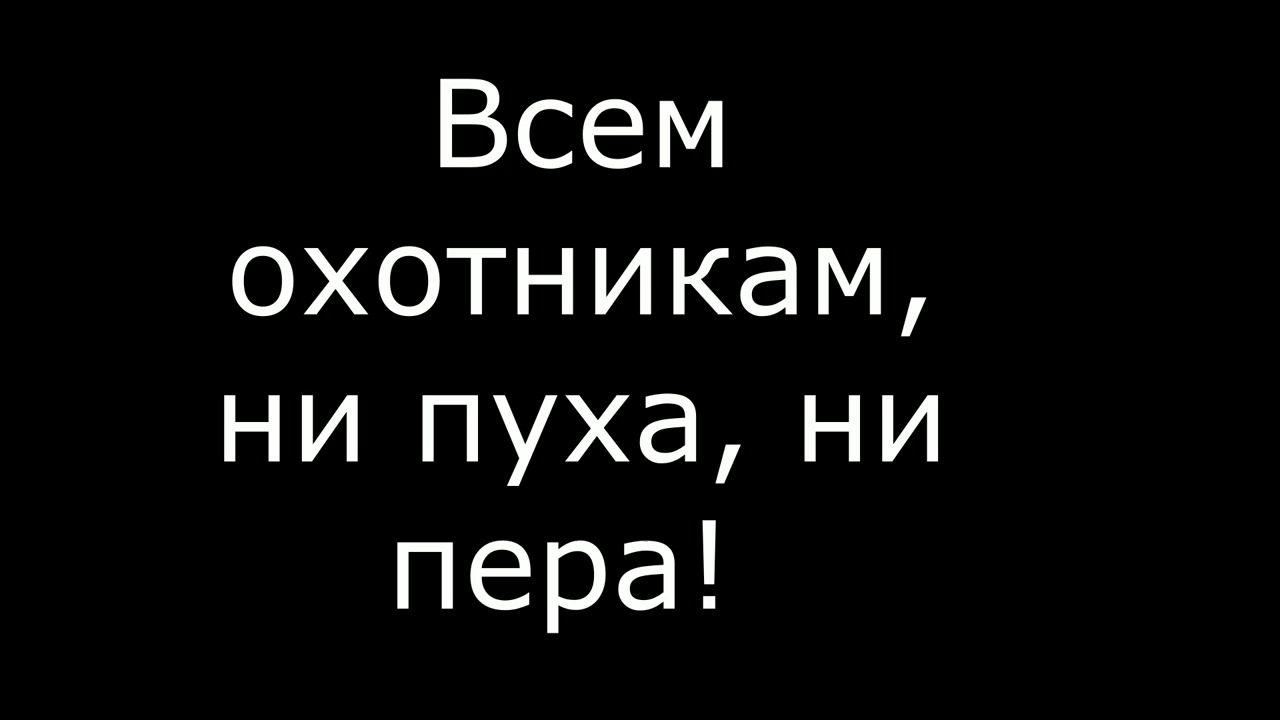 Всем
охотникам,
ни пуха, ни
пера!